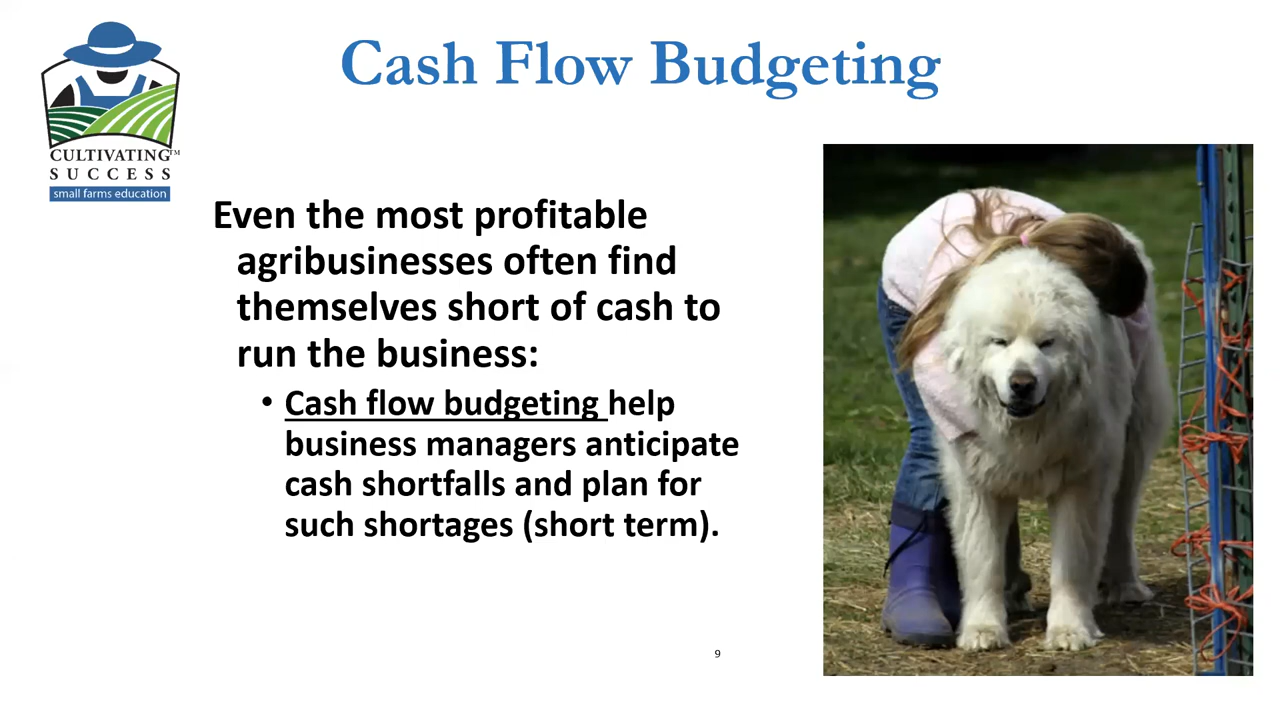 Cash Flow Budgeting
CULTIVATING™
SUCCESS
small farms education
Even the most profitable
agribusinesses often find
themselves short of cash to
run the business:
• Cash flow budgeting help
business managers anticipate
cash shortfalls and plan for
such shortages (short term).
9